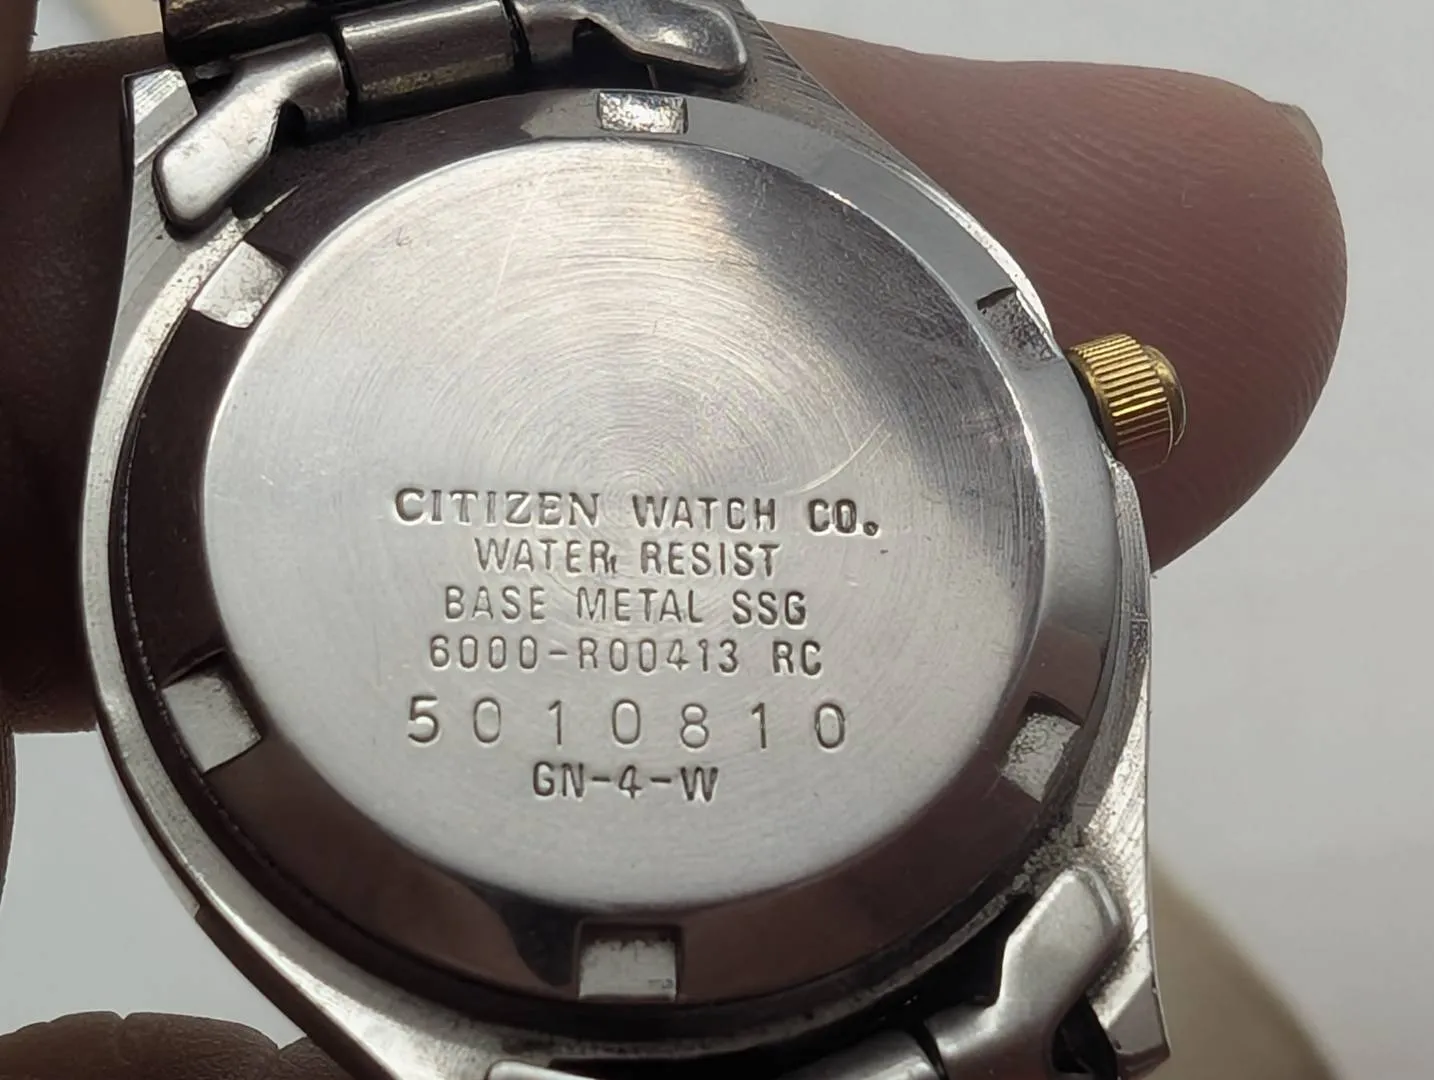 CITIZEN WATCH CO.
WATER RESIST
BASE METAL SSG
6000-R00413 RC
5010810
GN-4-W